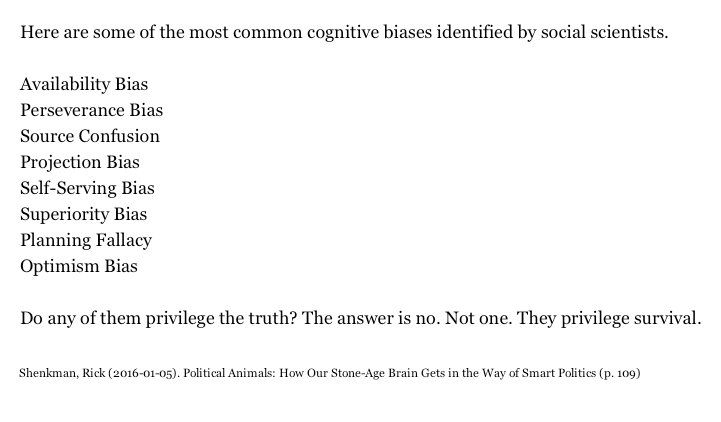 Here are some of the most common cognitive biases identified by social scientists.
Availability Bias
Perseverance Bias
Source Confusion
Projection Bias
Self-Serving Bias
Superiority Bias
Planning Fallacy
Optimism Bias
Do any of them privilege the truth? The answer is no. Not one. They privilege survival.
Shenkman, Rick (2016-01-05). Political Animals: How Our Stone-Age Brain Gets in the Way of Smart Politics (p. 109)